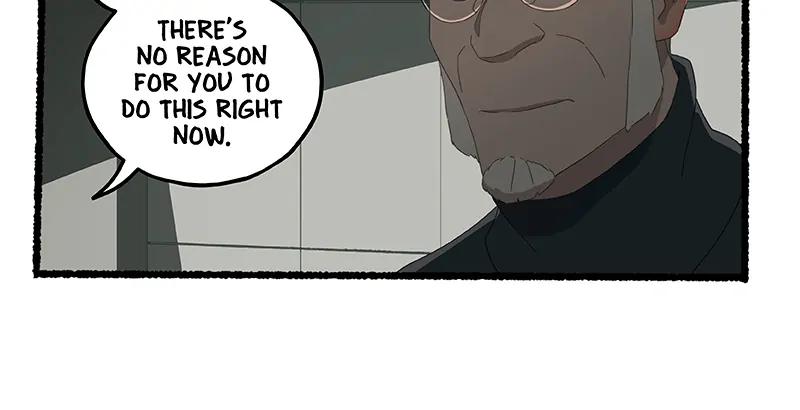 THERE'S
NO REASON
FOR YOU TO
DO THIS RIGHT
NOW.